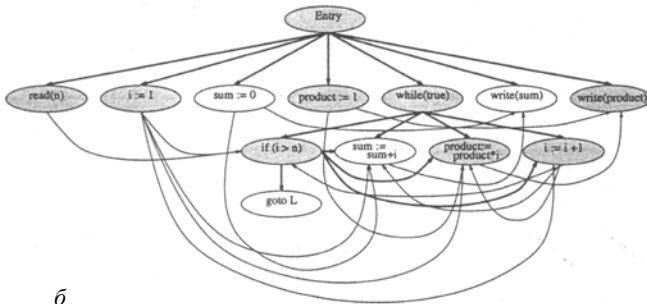 Entry
read(n)
i := 1
sum := 0
product := 1
while(true)
write(sum)
write(product)
if (i > n)
sum :=
sum+i
product:=
product*i
i := i +1
goto L
б